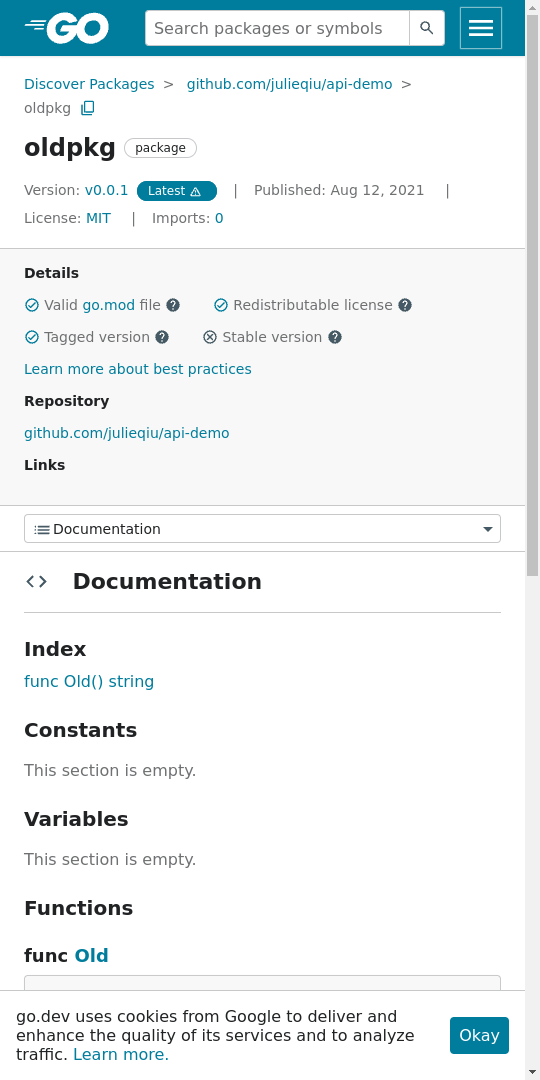 GO
Search packages or symbols
Discover Packages > github.com/julieqiu/api-demo >
oldpkg
oldpkg package
Version: v0.0.1 Latest | Published: Aug 12, 2021 |
License: MIT | Imports: 0
Details
Valid go.mod file Redistributable license
Tagged version Stable version
Learn more about best practices
Repository
github.com/julieqiu/api-demo
Links
Documentation
Documentation
Index
func Old() string
Constants
This section is empty.
Variables
This section is empty.
Functions
func Old
go.dev uses cookies from Google to deliver and
enhance the quality of its services and to analyze
traffic. Learn more.
Okay